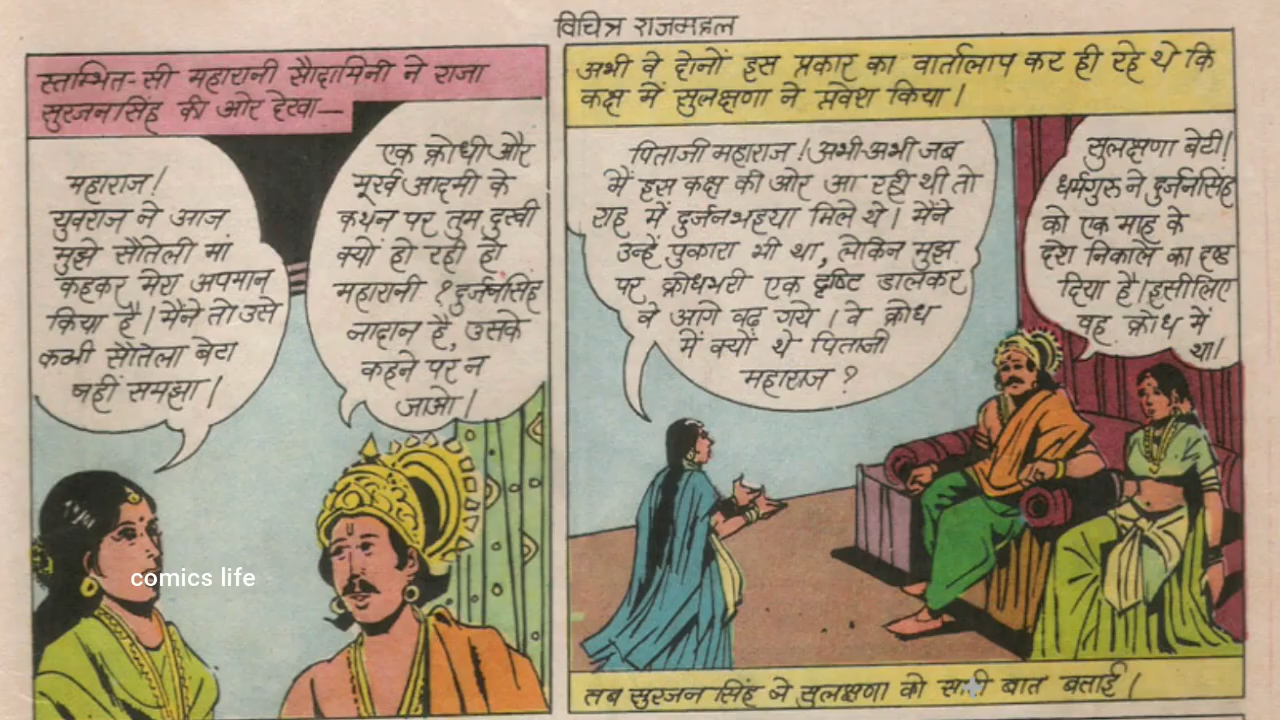 विचित्र राजमहल
स्तम्भित-सी महारानी सौदामिनी ने राजा
सुरजनसिंह की ओर देखा—
महाराज!
युवराज ने आज
मुझे सौतेली मां
कहकर मेरा अपमान
किया है। मैंने तो उसे
कभी सौतेला बेटा
नहीं समझा।
एक क्रोधी और
मूर्ख आदमी के
कथन पर तुम दुखी
क्यों हो रही हो
महारानी ? दुर्जनसिंह
नादान है, उसके
कहने पर न
जाओ।
comics life
अभी वे दोनों इस प्रकार का वार्तालाप कर ही रहे थे कि
कक्ष में सुलक्षणा ने प्रवेश किया।
पिताजी महाराज! अभी-अभी जब
मैं इस कक्ष की ओर आ रही थी तो
राह में दुर्जन भइया मिले थे। मैंने
उन्हें पुकारा भी था, लेकिन मुझ
पर क्रोधभरी एक दृष्टि डालकर
वे आगे बढ़ गये। वे क्रोध
में क्यों थे पिताजी
महाराज ?
सुलक्षणा बेटी!
धर्मगुरु ने दुर्जनसिंह
को एक माह के
देश निकाले का दण्ड
दिया है। इसीलिए
वह क्रोध में
था।
तब सुरजन सिंह ने सुलक्षणा को सारी बात बताई।